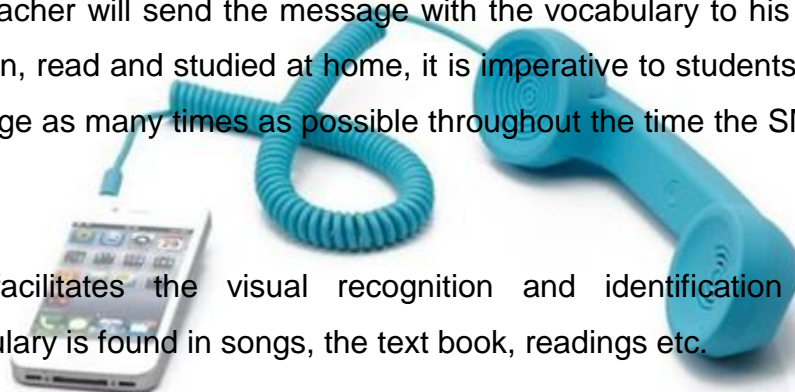 acher will send the message with the vocabulary to his
n, read and studied at home, it is imperative to students
ge as many times as possible throughout the time the SM
acilitates the visual recognition and identification
ulary is found in songs, the text book, readings etc.